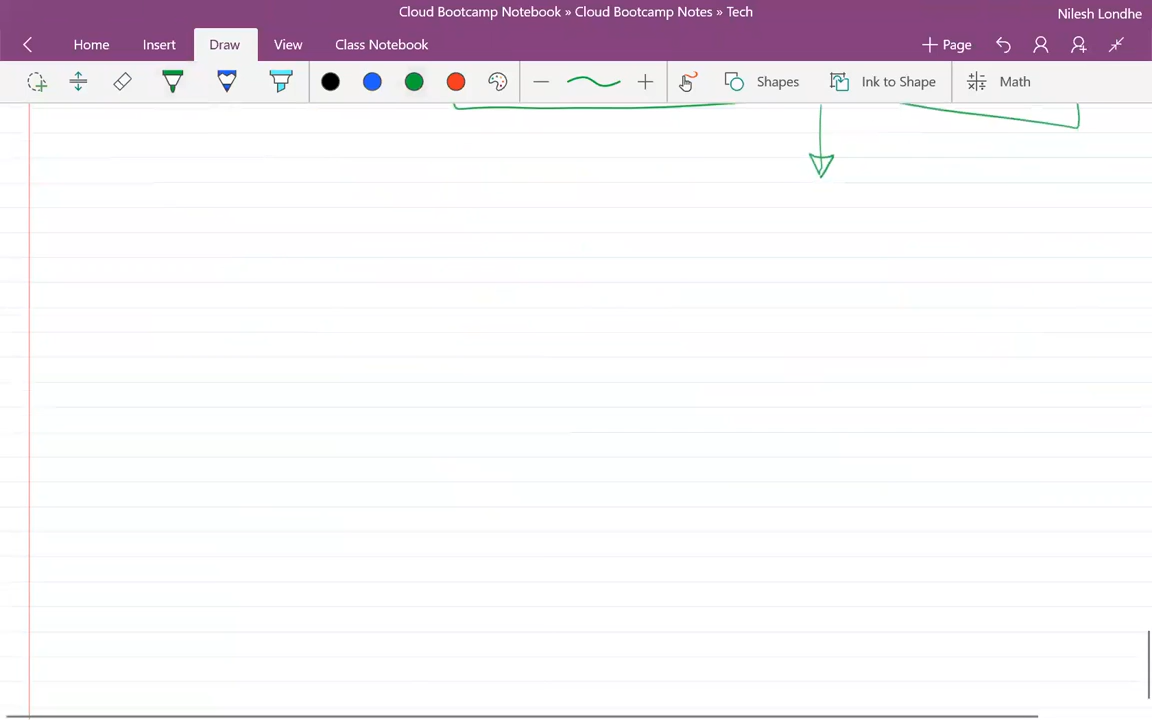 Cloud Bootcamp Notebook » Cloud Bootcamp Notes » Tech
Nilesh Londhe
Home Insert Draw View Class Notebook Page
Shapes Ink to Shape Math